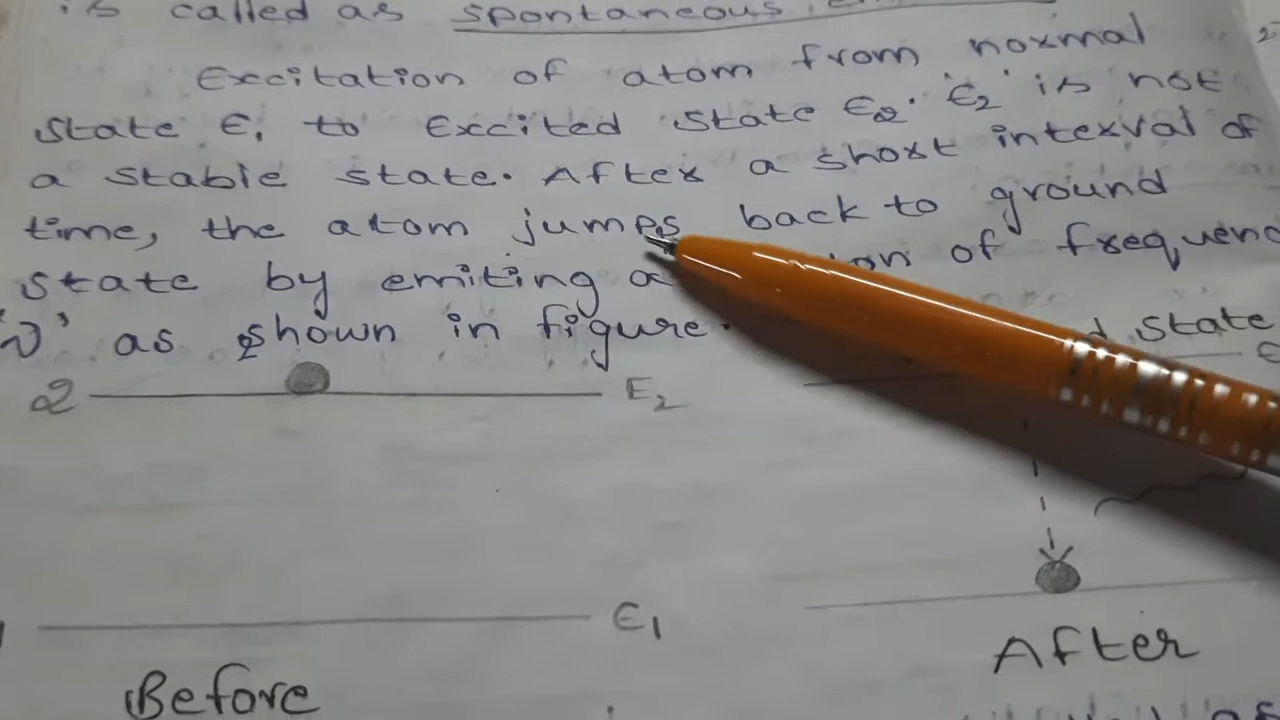 is called as spontaneous
Excitation of atom from normal
state E1 to Excited state E2. 'E2' is not
a stable state. After a short interval of
time, the atom jumps back to ground
state by emiting a of frequenc
'ν' as shown in figure.
state
2 E2
E1
Before
After